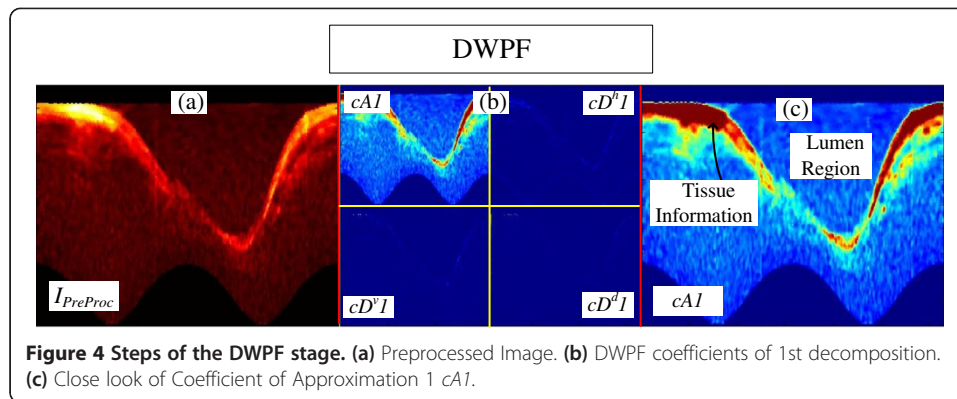 DWPF
(a)
I_PreProc
cA1
(b)
cD^h1
cD^v1
cD^d1
(c)
Lumen
Region
Tissue
Information
cA1
Figure 4 Steps of the DWPF stage. (a) Preprocessed Image. (b) DWPF coefficients of 1st decomposition.
(c) Close look of Coefficient of Approximation 1 cA1.